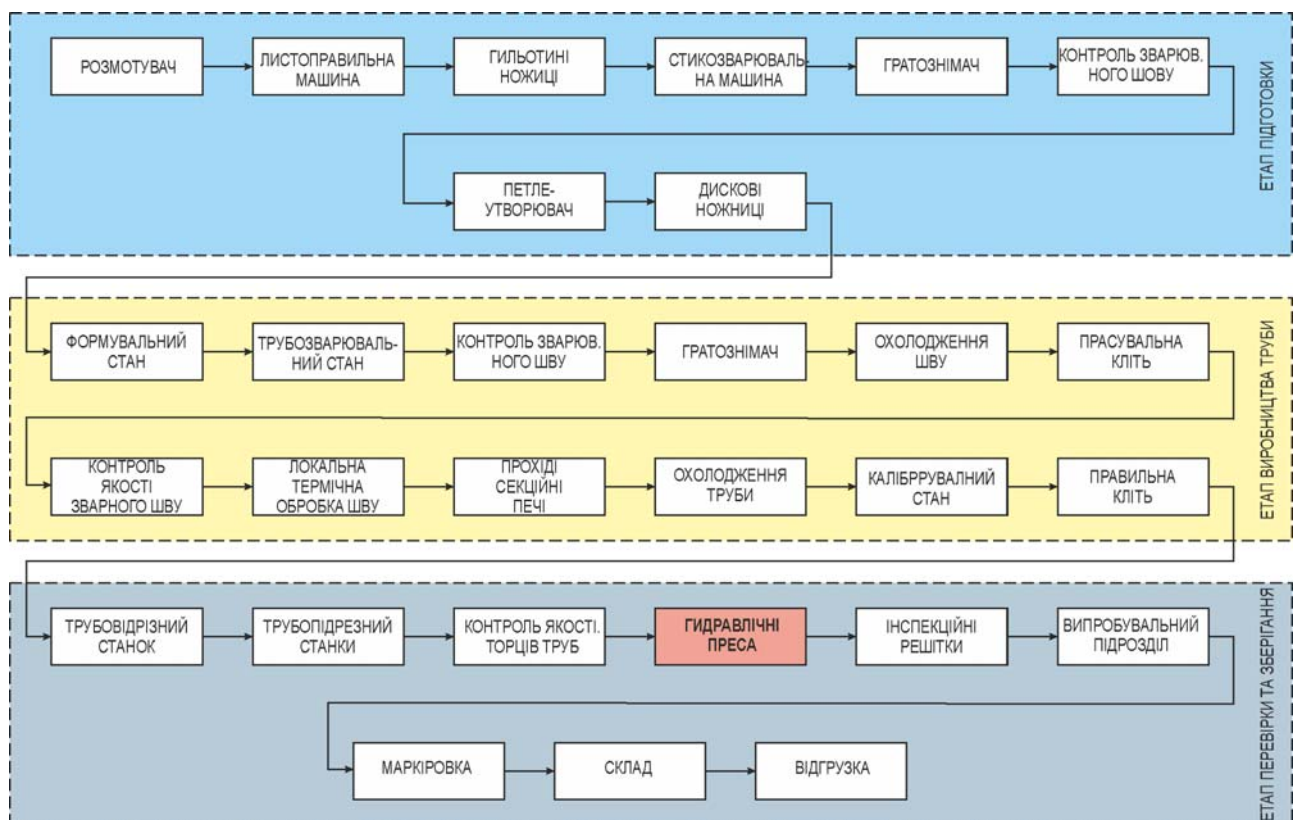 РОЗМОТУВАЧ
ЛИСТОПРАВИЛЬНА
МАШИНА
ГИЛЬОТИНІ
НОЖИЦІ
СТИКОЗВАРЮВАЛЬ-
НА МАШИНА
ГРАТОЗНІМАЧ
КОНТРОЛЬ ЗВАРЮВ.
НОГО ШОВУ
ПЕТЛЕ-
УТВОРЮВАЧ
ДИСКОВІ
НОЖНИЦІ
ЕТАП ПІДГОТОВКИ
ФОРМУВАЛЬНИЙ
СТАН
ТРУБОЗВАРЮВАЛЬ-
НИЙ СТАН
КОНТРОЛЬ ЗВАРЮВ.
НОГО ШВУ
ГРАТОЗНІМАЧ
ОХОЛОДЖЕННЯ
ШВУ
ПРАСУВАЛЬНА
КЛІТЬ
КОНТРОЛЬ
ЯКОСТІ
ЗВАРНОГО ШВУ
ЛОКАЛЬНА
ТЕРМІЧНА
ОБРОБКА ШВУ
ПРОХІДІ
СЕКЦІЙНІ
ПЕЧІ
ОХОЛОДЖЕННЯ
ТРУБИ
КАЛІБРРУВАЛНИЙ
СТАН
ПРАВИЛЬНА
КЛІТЬ
ЕТАП ВИРОБНИЦТВА ТРУБИ
ТРУБОВІДРІЗНИЙ
СТАНОК
ТРУБОПІДРЕЗНИЙ
СТАНКИ
КОНТРОЛЬ ЯКОСТІ.
ТОРЦІВ ТРУБ
ГИДРАВЛІЧНІ
ПРЕСА
ІНСПЕКЦІЙНІ
РЕШІТКИ
ВИПРОБУВАЛЬНИЙ
ПІДРОЗДІЛ
МАРКІРОВКА
СКЛАД
ВІДГРУЗКА
ЕТАП ПЕРЕВІРКИ ТА ЗБЕРІГАННЯ